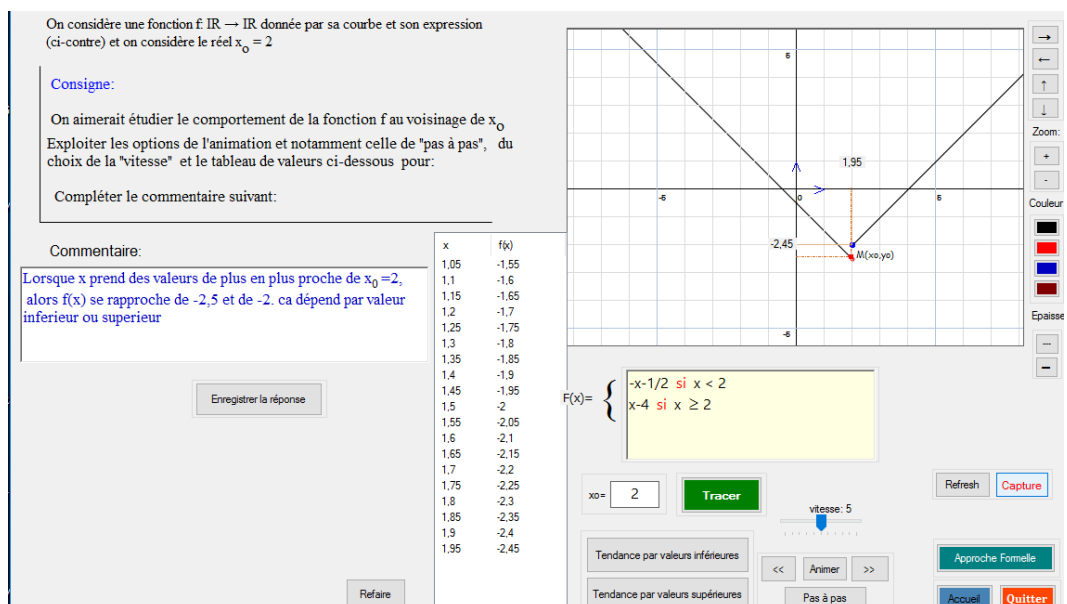 On considère une fonction f: IR → IR donnée par sa courbe et son expression
(ci-contre) et on considère le réel x₀ = 2
Consigne:
On aimerait étudier le comportement de la fonction f au voisinage de x₀
Exploiter les options de l'animation et notamment celle de "pas à pas", du
choix de la "vitesse" et le tableau de valeurs ci-dessous pour:
Compléter le commentaire suivant:
Commentaire:
Lorsque x prend des valeurs de plus en plus proche de x₀ =2,
alors f(x) se rapproche de -2,5 et de -2. ca dépend par valeur
inferieur ou superieur
Enregistrer la réponse
Refaire
x f(x)
1,05 -1,55
1,1 -1,6
1,15 -1,65
1,2 -1,7
1,25 -1,75
1,3 -1,8
1,35 -1,85
1,4 -1,9
1,45 -1,95
1,5 -2
1,55 -2,05
1,6 -2,1
1,65 -2,15
1,7 -2,2
1,75 -2,25
1,8 -2,3
1,85 -2,35
1,9 -2,4
1,95 -2,45
5
1,95
-5 0 5
-2,45
M(xo,yo)
-5
→
←
↑
↓
Zoom:
+
-
Couleur
Epaisse
F(x)= {
-x-1/2 si x < 2
x-4 si x ≥ 2
xo= 2
Tracer
vitesse: 5
Refresh
Capture
Tendance par valeurs inférieures
Tendance par valeurs supérieures
<< Animer >>
Pas à pas
Approche Formelle
Accueil
Quitter